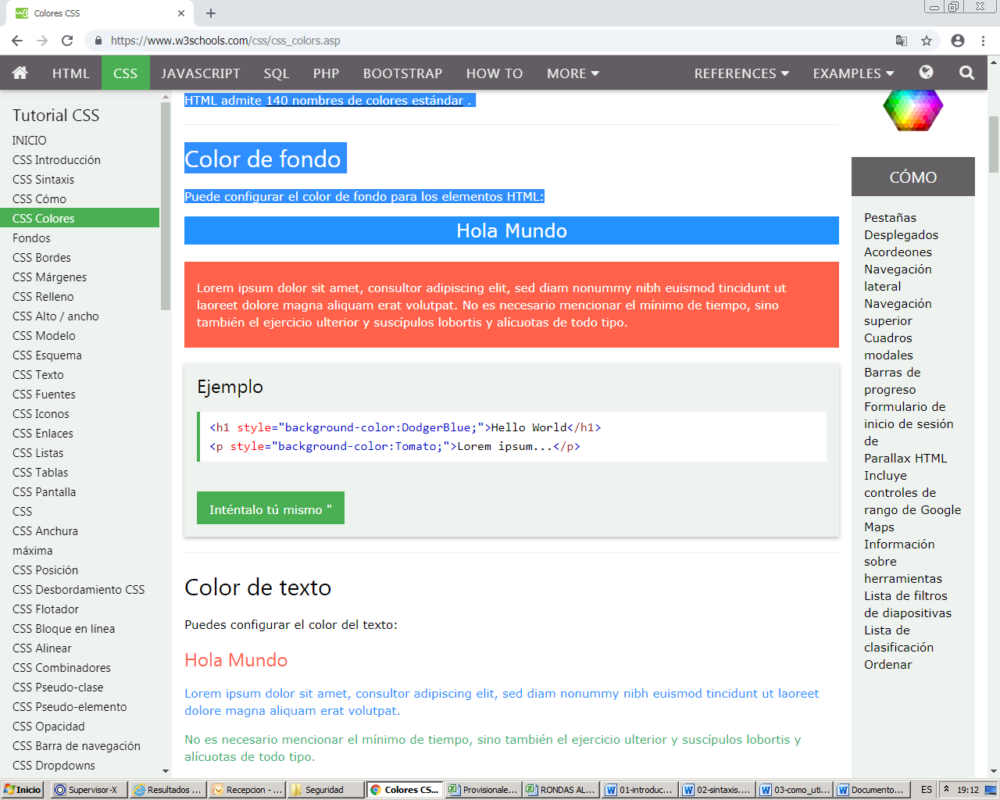 Colores CSS
https://www.w3schools.com/css/css_colors.asp
HTML
CSS
JAVASCRIPT
SQL
PHP
BOOTSTRAP
HOW TO
MORE
REFERENCES
EXAMPLES
Tutorial CSS
INICIO
CSS Introducción
CSS Sintaxis
CSS Cómo
CSS Colores
Fondos
CSS Bordes
CSS Márgenes
CSS Relleno
CSS Alto / ancho
CSS Modelo
CSS Esquema
CSS Texto
CSS Fuentes
CSS Iconos
CSS Enlaces
CSS Listas
CSS Tablas
CSS Pantalla
CSS
CSS Anchura
máxima
CSS Posición
CSS Desbordamiento CSS
CSS Flotador
CSS Bloque en línea
CSS Alinear
CSS Combinadores
CSS Pseudo-clase
CSS Pseudo-elemento
CSS Opacidad
CSS Barra de navegación
CSS Dropdowns
HTML admite 140 nombres de colores estándar .
Color de fondo
Puede configurar el color de fondo para los elementos HTML:
Hola Mundo
Lorem ipsum dolor sit amet, consultor adipiscing elit, sed diam nonummy nibh euismod tincidunt ut
laoreet dolore magna aliquam erat volutpat. No es necesario mencionar el mínimo de tiempo, sino
también el ejercicio ulterior y suscípulos lobortis y alícuotas de todo tipo.
Ejemplo
<h1 style="background-color:DodgerBlue;">Hello World</h1>
<p style="background-color:Tomato;">Lorem ipsum...</p>
Inténtalo tú mismo "
Color de texto
Puedes configurar el color del texto:
Hola Mundo
Lorem ipsum dolor sit amet, consultor adipiscing elit, sed diam nonummy nibh euismod tincidunt ut laoreet
dolore magna aliquam erat volutpat.
No es necesario mencionar el mínimo de tiempo, sino también el ejercicio ulterior y suscípulos lobortis y
alícuotas de todo tipo.
CÓMO
Pestañas
Desplegados
Acordeones
Navegación
lateral
Navegación
superior
Cuadros
modales
Barras de
progreso
Formulario de
inicio de sesión
de
Parallax HTML
Incluye
controles de
rango de Google
Maps
Información
sobre
herramientas
Lista de filtros
de diapositivas
Lista de
clasificación
Ordenar
Inicio
Supervisor-X
Resultados ...
Recepcion - ...
Seguridad
Colores CS...
Provisionale...
RONDAS AL...
01-introduc...
02-sintaxis....
03-como_uti...
Documento...
ES
19:12